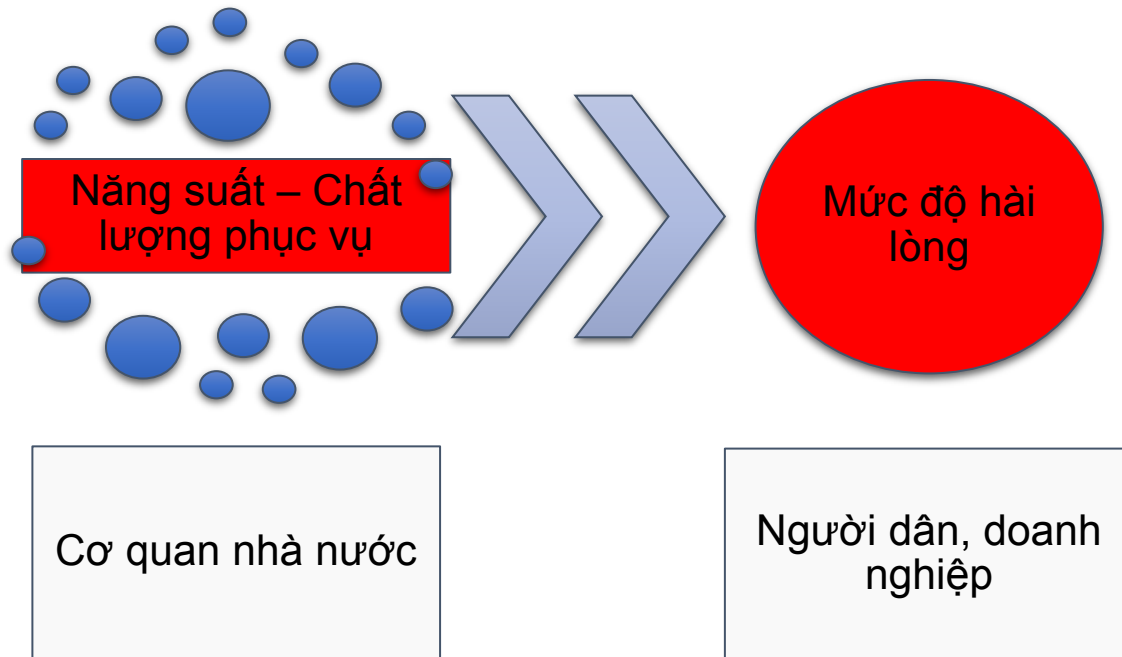 Năng suất – Chất
lượng phục vụ
Mức độ hài
lòng
Cơ quan nhà nước
Người dân, doanh
nghiệp